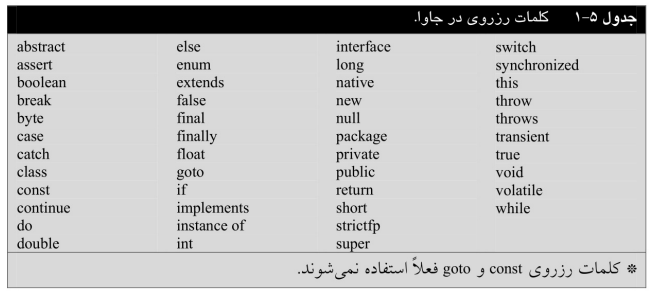 جدول ۵-۱ کلمات رزروی در جاوا.
abstract else interface switch
assert enum long synchronized
boolean extends native this
break false new throw
byte final null throws
case finally package transient
catch float private true
class goto public void
const if return volatile
continue implements short while
do instance of strictfp
double int super
* کلمات رزروی const و goto فعلاً استفاده نمی‌شوند.